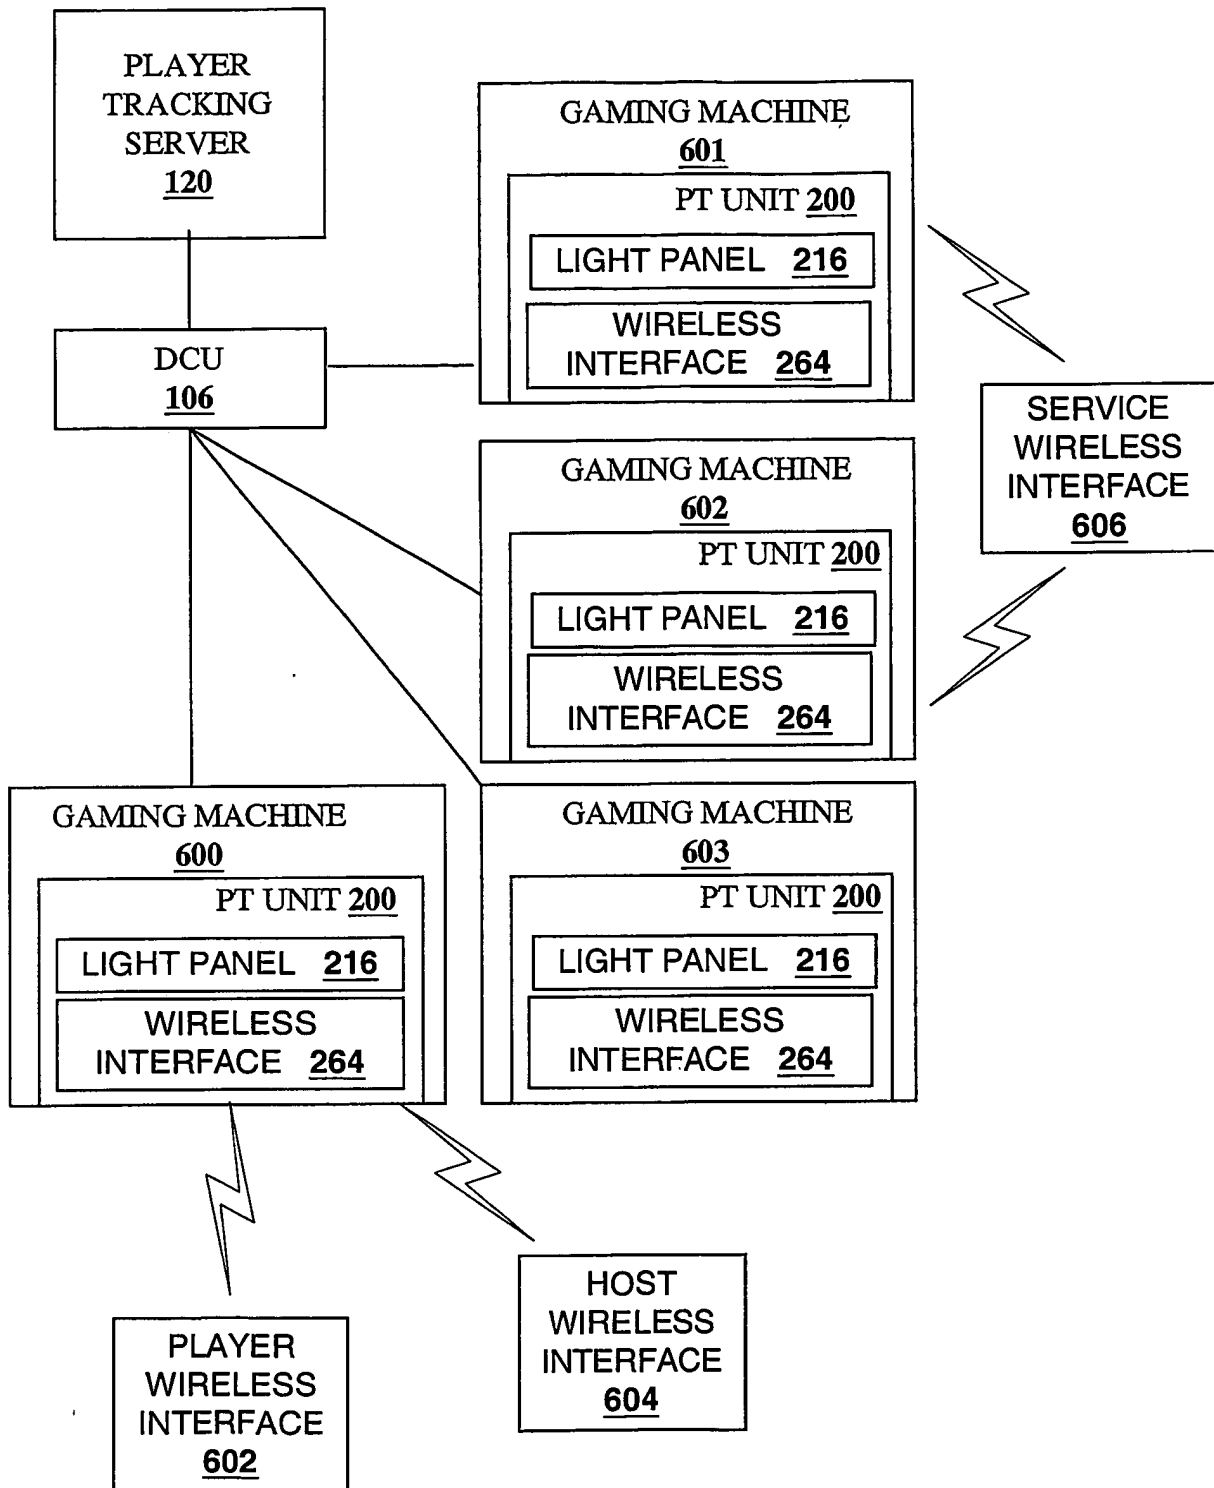 PLAYER
TRACKING
SERVER
120
DCU
106
GAMING MACHINE
601
PT UNIT 200
LIGHT PANEL 216
WIRELESS
INTERFACE 264
SERVICE
WIRELESS
INTERFACE
606
GAMING MACHINE
602
PT UNIT 200
LIGHT PANEL 216
WIRELESS
INTERFACE 264
GAMING MACHINE
600
PT UNIT 200
LIGHT PANEL 216
WIRELESS
INTERFACE 264
GAMING MACHINE
603
PT UNIT 200
LIGHT PANEL 216
WIRELESS
INTERFACE 264
PLAYER
WIRELESS
INTERFACE
602
HOST
WIRELESS
INTERFACE
604